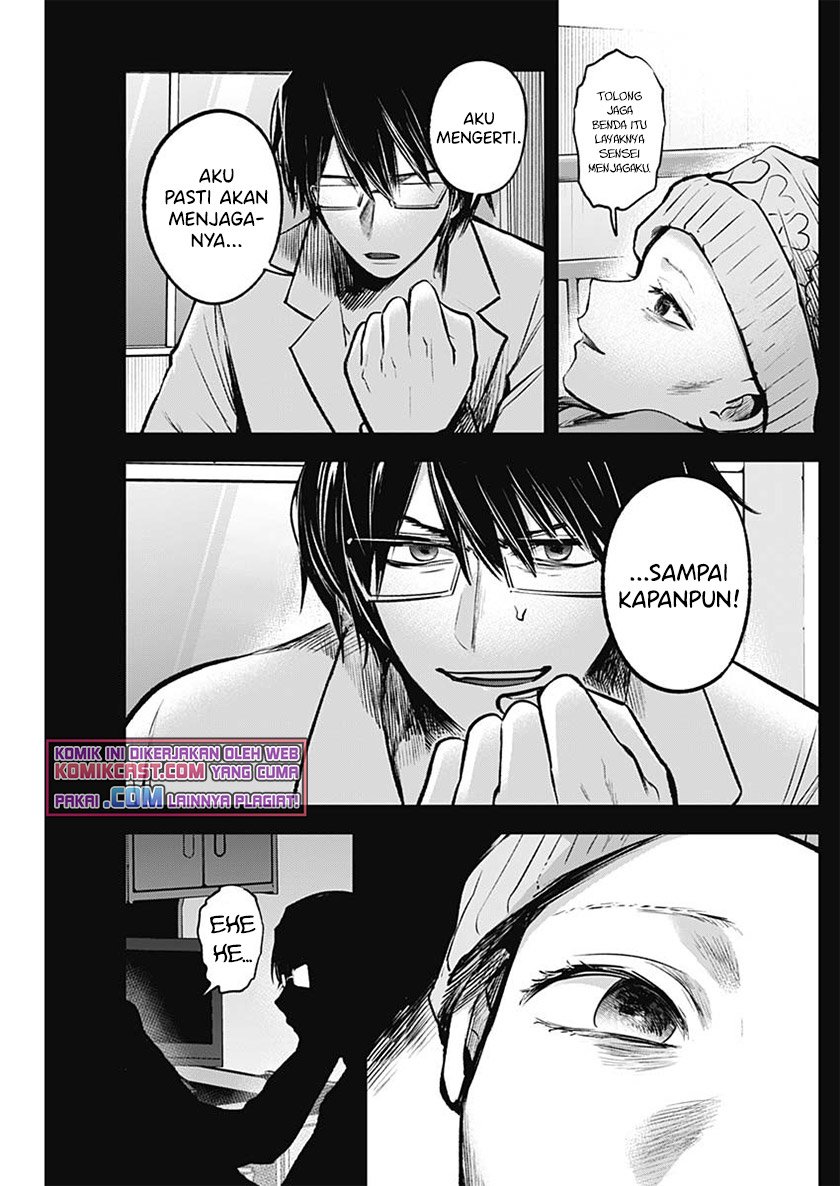 TOLONG
JAGA
BENDA ITU
LAYAKNYA
SENSEI
MENJAGAKU.
AKU
MENGERTI.
AKU
PASTI AKAN
MENJAGA-
NYA...
...SAMPAI
KAPANPUN!
KOMIK INI DIKERJAKAN OLEH WEB
KOMIKCAST.COM YANG CUMA
PAKAI .COM LAINNYA PLAGIAT!
EHE
HE...